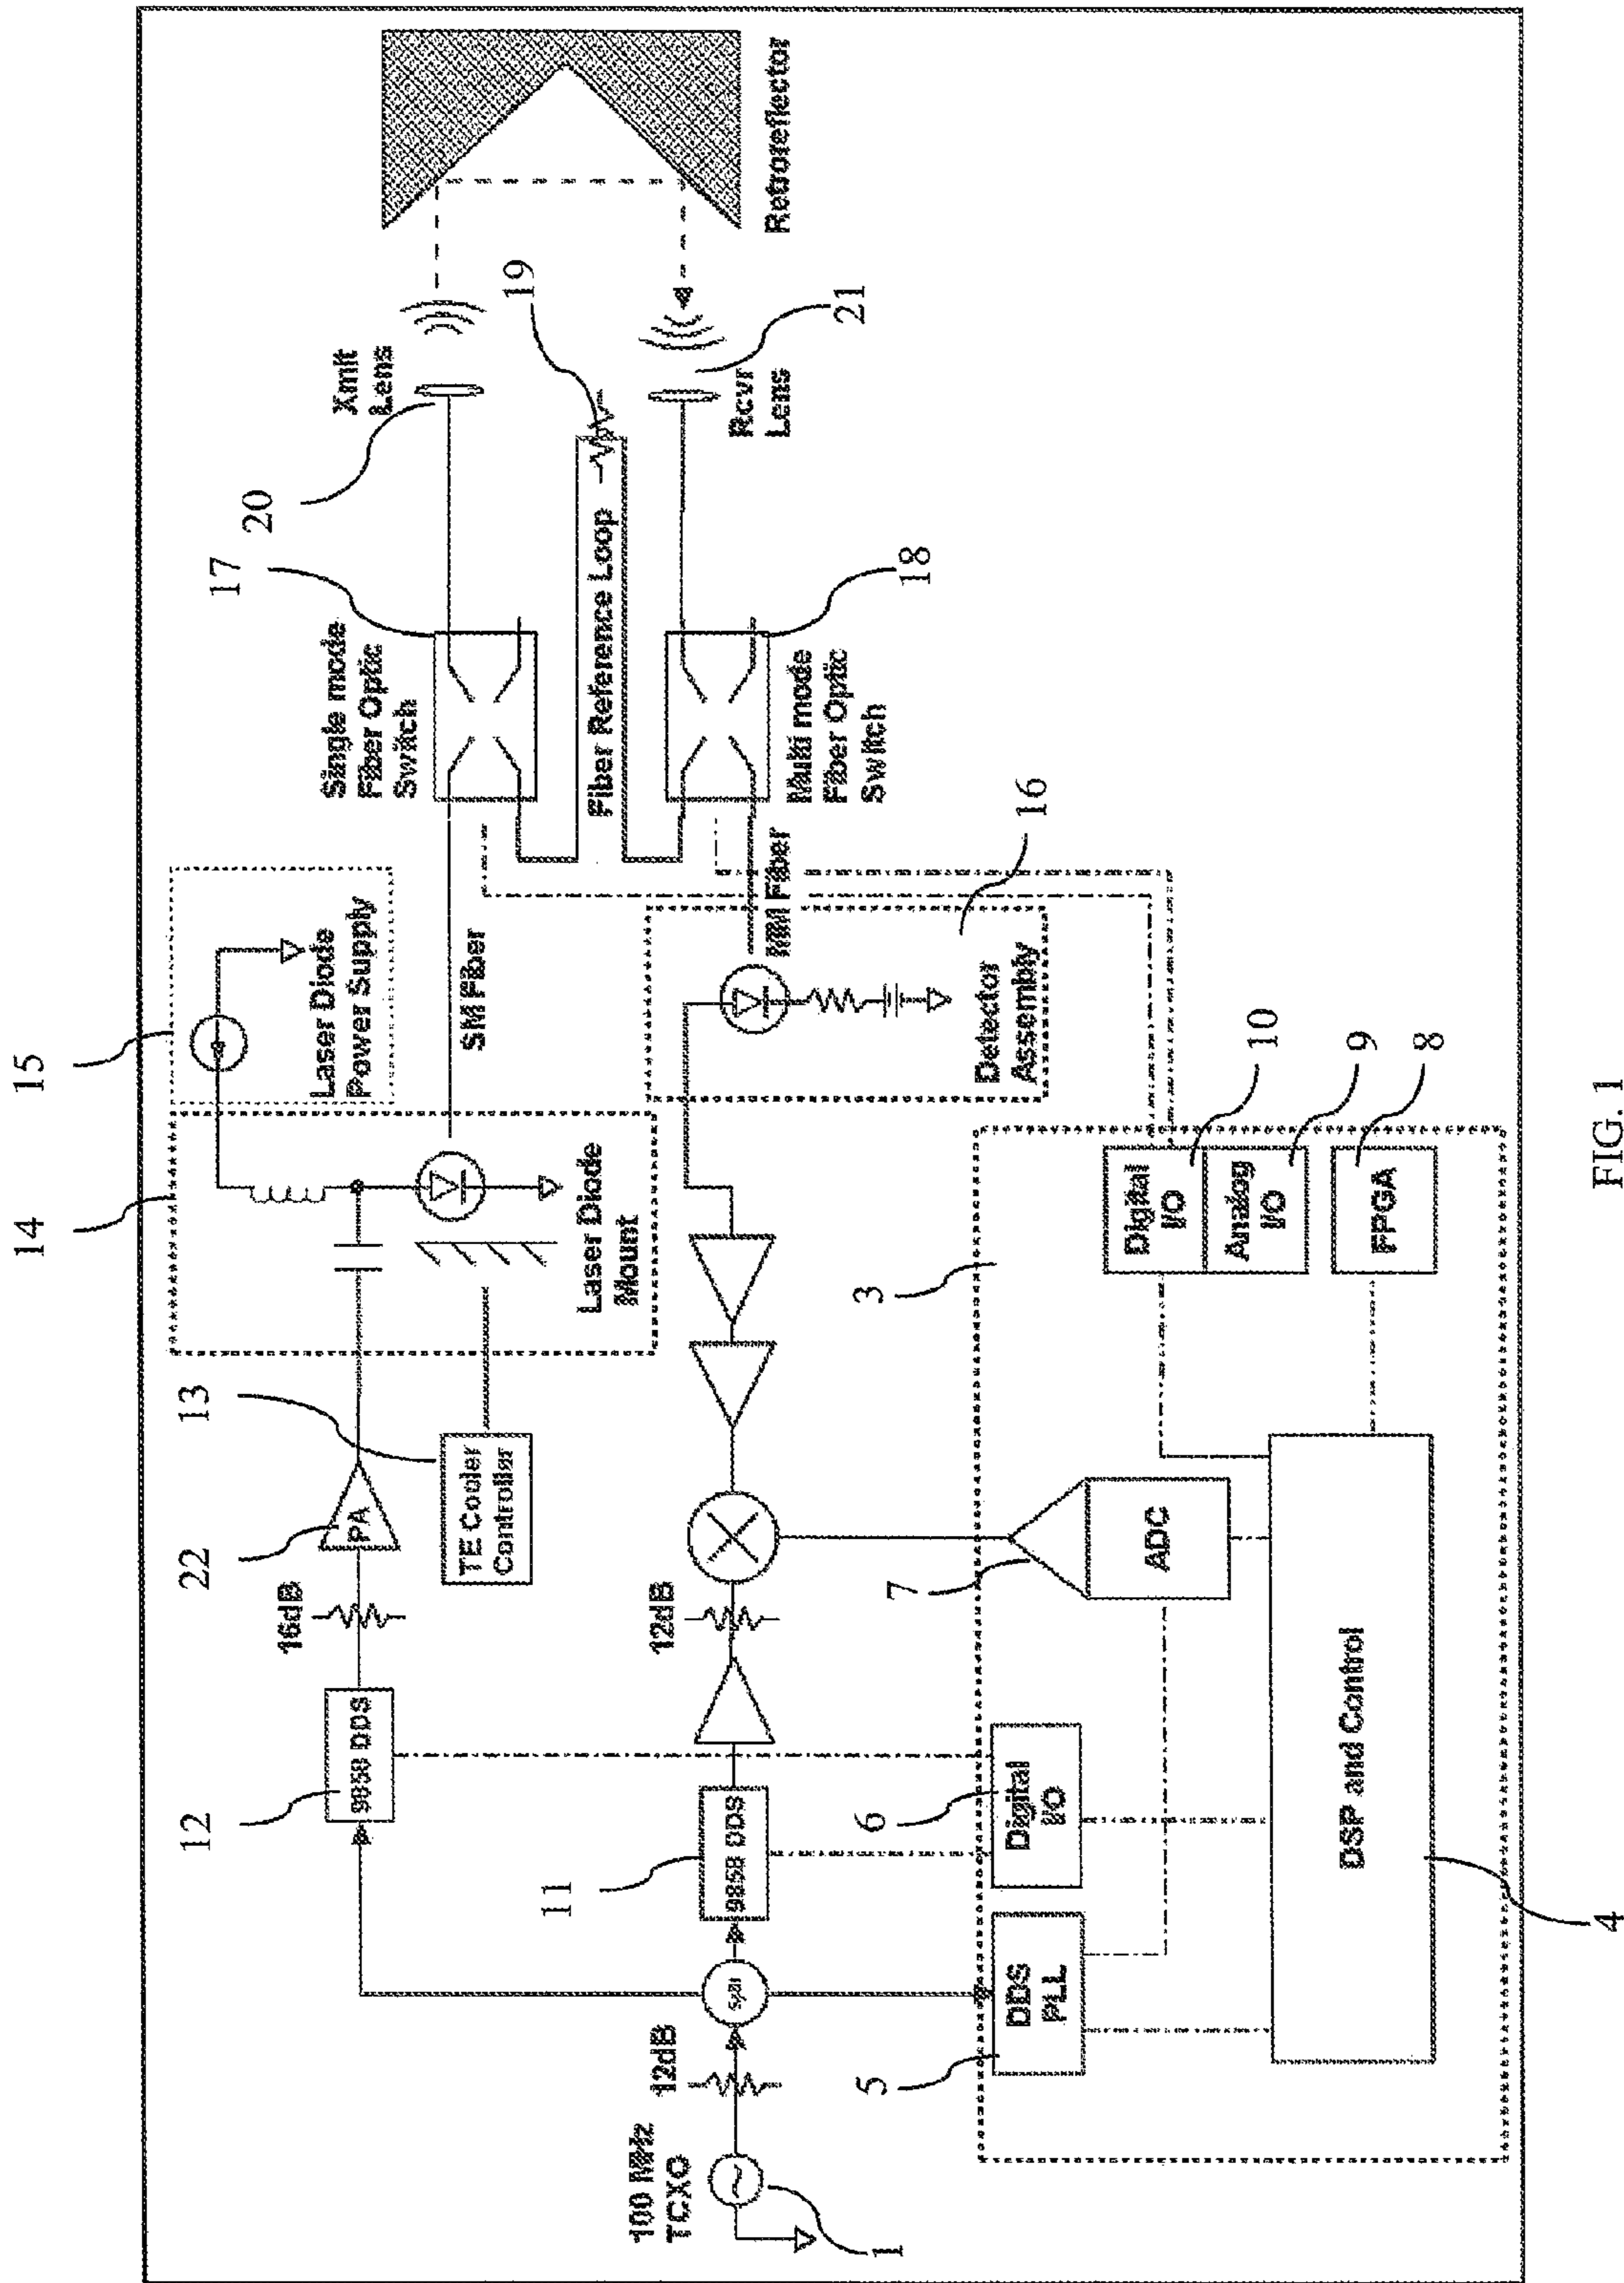 14
15
17
20
Xmit
Lens
Single mode
Fiber Optic
Switch
Laser Diode
Power Supply
SM Fiber
12
16dB
22
PA
13
TE Cooler
Controller
Laser Diode
Mount
9850 DDS
Fiber Reference Loop
19
Retroreflector
100 MHz
TCXO
1
12dB
split
11
9850 DDS
12dB
Detector
Assembly
16
MM Fiber
Multi mode
Fiber Optic
Switch
18
Rcvr
Lens
21
5
DDS
PLL
6
Digital
I/O
7
ADC
3
Digital
I/O
10
Analog
I/O
9
FPGA
8
DSP and Control
4
FIG. 1